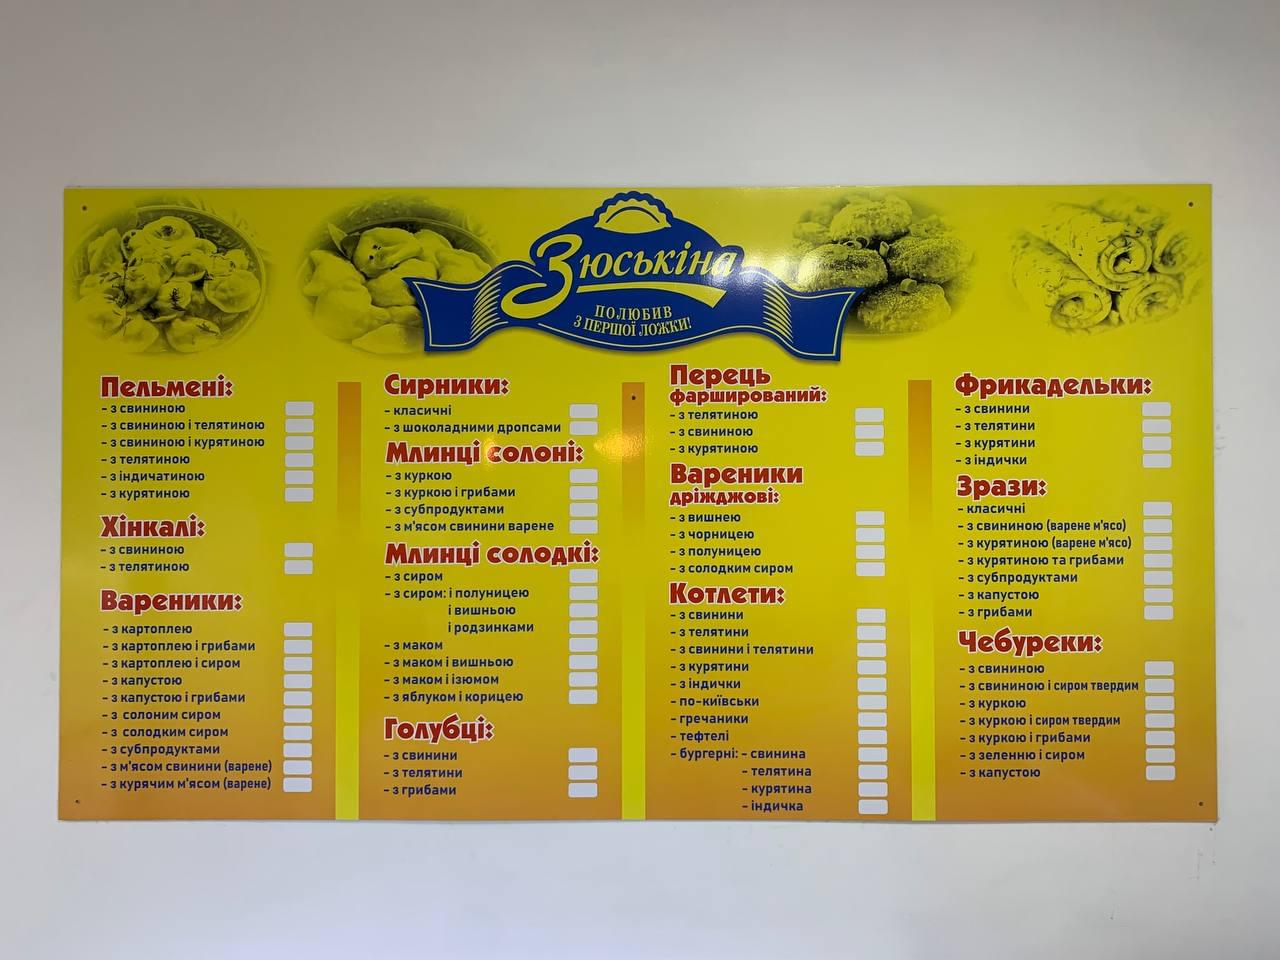 Зюськіна
ПОЛЮБИВ
З ПЕРШОЇ ЛОЖКИ!
Пельмені:
- з свининою
- з свининою і телятиною
- з свининою і курятиною
- з телятиною
- з індичатиною
- з курятиною
Хінкалі:
- з свининою
- з телятиною
Вареники:
- з картоплею
- з картоплею і грибами
- з картоплею і сиром
- з капустою
- з капустою і грибами
- з солоним сиром
- з солодким сиром
- з субпродуктами
- з м'ясом свинини (варене)
- з курячим м'ясом (варене)
Сирники:
- класичні
- з шоколадними дропсами
Млинці солоні:
- з куркою
- з куркою і грибами
- з субпродуктами
- з м'ясом свинини варене
Млинці солодкі:
- з сиром
- з сиром: і полуницею
і вишньою
і родзинками
- з маком
- з маком і вишньою
- з маком і ізюмом
- з яблуком і корицею
Голубці:
- з свинини
- з телятини
- з грибами
Перець
фарширований:
- з телятиною
- з свининою
- з курятиною
Вареники
дріжджові:
- з вишнею
- з чорницею
- з полуницею
- з солодким сиром
Котлети:
- з свинини
- з телятини
- з свинини і телятини
- з курятини
- з індички
- по-київськи
- гречаники
- тефтелі
- бургерні: - свинина
- телятина
- курятина
- індичка
Фрикадельки:
- з свинини
- з телятини
- з курятини
- з індички
Зрази:
- класичні
- з свининою (варене м'ясо)
- з курятиною (варене м'ясо)
- з курятиною та грибами
- з субпродуктами
- з капустою
- з грибами
Чебуреки:
- з свининою
- з свининою і сиром твердим
- з куркою
- з куркою і сиром твердим
- з куркою і грибами
- з зеленню і сиром
- з капустою